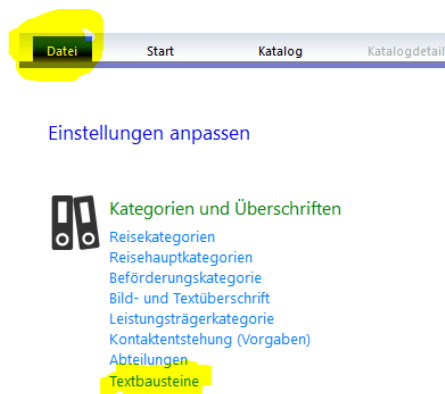 Datei Start Katalog Katalogdetail
Einstellungen anpassen
Kategorien und Überschriften
Reisekategorien
Reisehauptkategorien
Beförderungskategorie
Bild- und Textüberschrift
Leistungsträgerkategorie
Kontaktentstehung (Vorgaben)
Abteilungen
Textbausteine